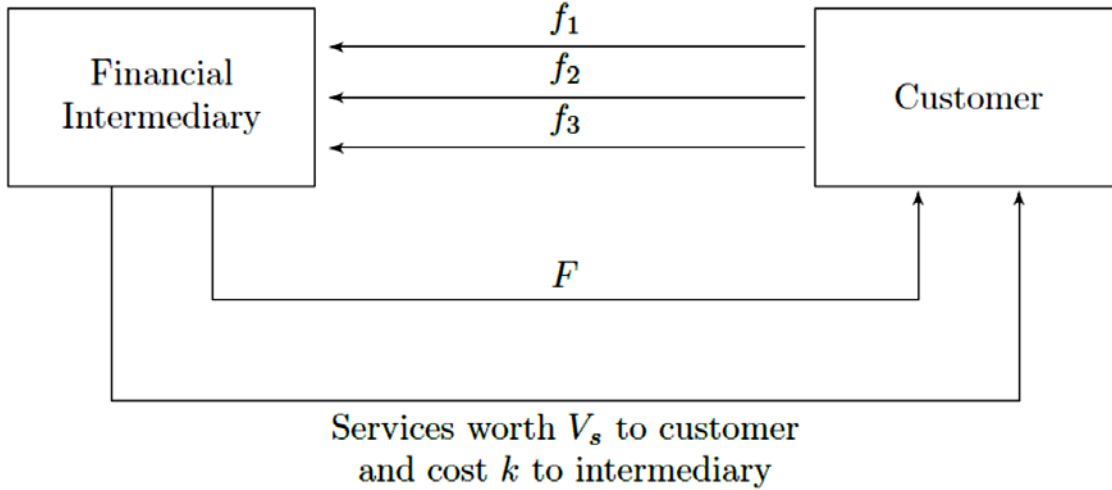 f₁
f₂
f₃
Financial
Intermediary
Customer
F
Services worth Vₛ to customer
and cost k to intermediary